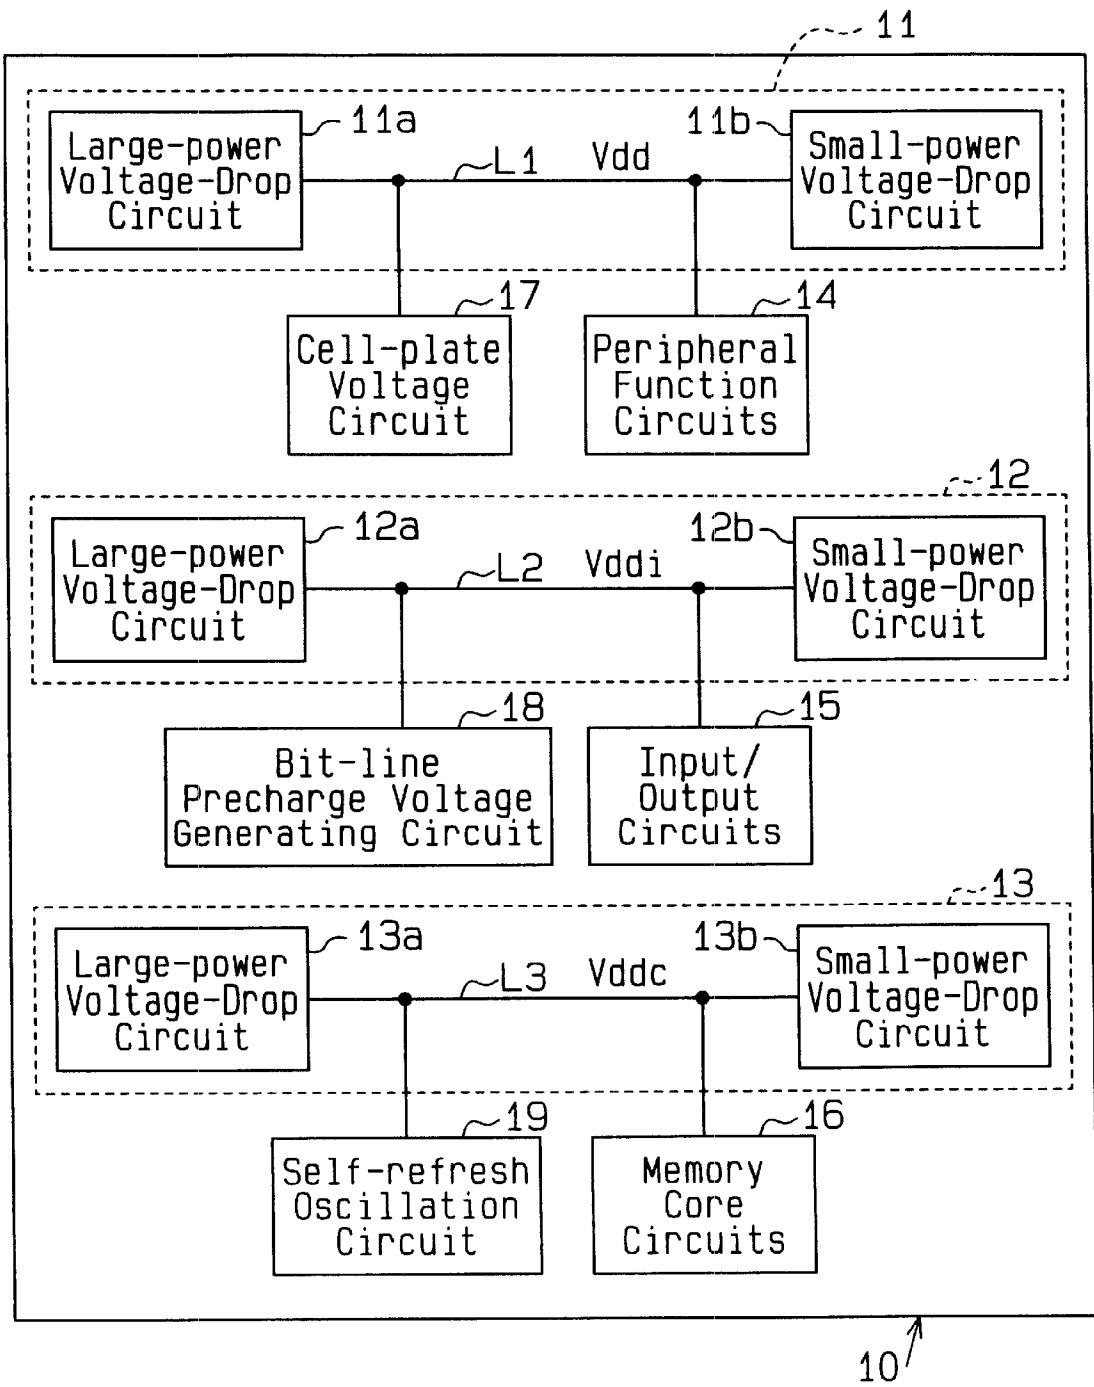 11
Large-power
Voltage-Drop
Circuit
11a
L1
Vdd
11b
Small-power
Voltage-Drop
Circuit
17
Cell-plate
Voltage
Circuit
14
Peripheral
Function
Circuits
12
Large-power
Voltage-Drop
Circuit
12a
L2
Vddi
12b
Small-power
Voltage-Drop
Circuit
18
Bit-line
Precharge Voltage
Generating Circuit
15
Input/
Output
Circuits
13
Large-power
Voltage-Drop
Circuit
13a
L3
Vddc
13b
Small-power
Voltage-Drop
Circuit
19
Self-refresh
Oscillation
Circuit
16
Memory
Core
Circuits
10